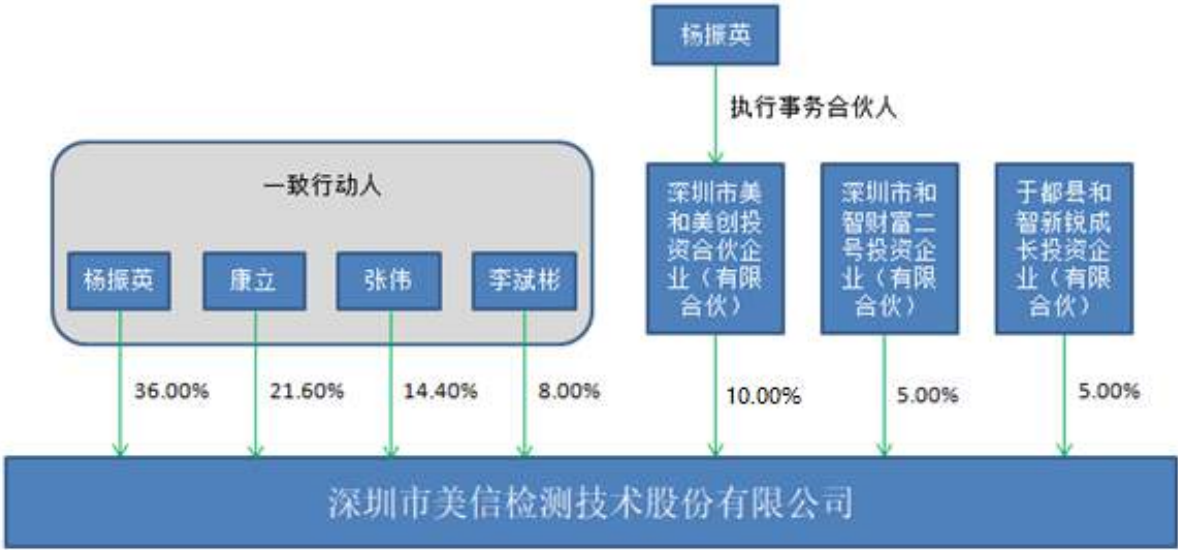 杨振英
执行事务合伙人
一致行动人
杨振英
康立
张伟
李斌彬
深圳市美
和美创投
资合伙企
业（有限
合伙）
深圳市和
智财富二
号投资企
业（有限
合伙）
于都县和
智新锐成
长投资企
业（有限
合伙）
36.00%
21.60%
14.40%
8.00%
10.00%
5.00%
5.00%
深圳市美信检测技术股份有限公司